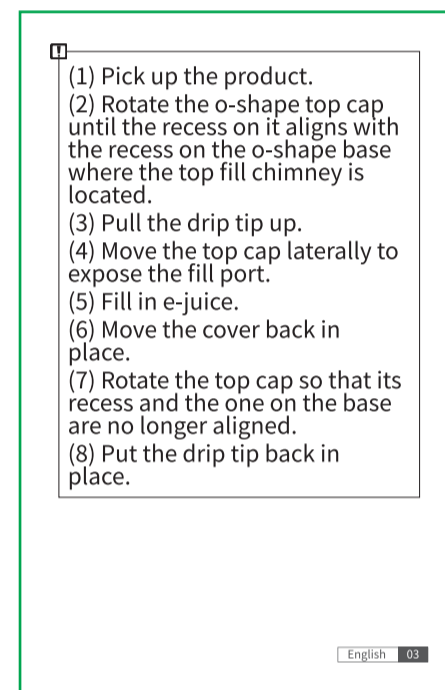 (1) Pick up the product.
(2) Rotate the o-shape top cap
until the recess on it aligns with
the recess on the o-shape base
where the top fill chimney is
located.
(3) Pull the drip tip up.
(4) Move the top cap laterally to
expose the fill port.
(5) Fill in e-juice.
(6) Move the cover back in
place.
(7) Rotate the top cap so that its
recess and the one on the base
are no longer aligned.
(8) Put the drip tip back in
place.
English 03